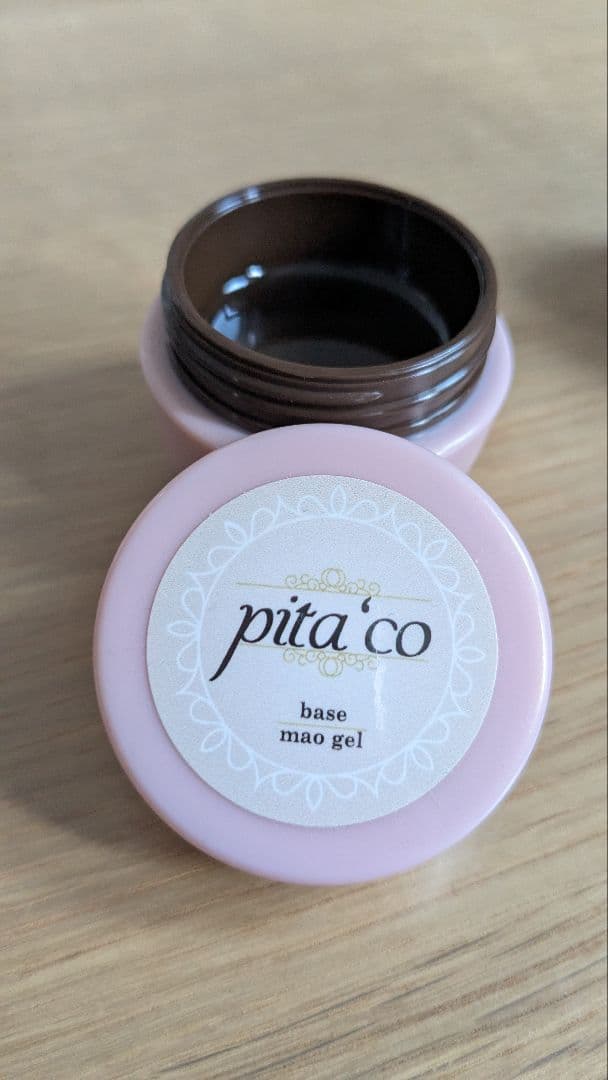 pita‘co
base
mao gel